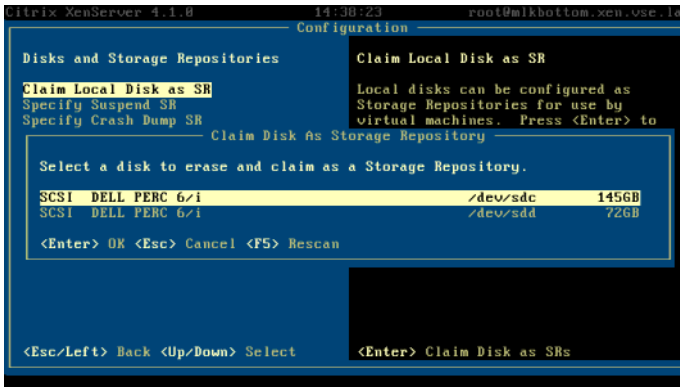 Citrix XenServer 4.1.0 14:38:23 root@mlkbottom.xen.vse.la
Configuration
Disks and Storage Repositories
Claim Local Disk as SR
Specify Suspend SR
Specify Crash Dump SR
Claim Local Disk as SR
Local disks can be configured as
Storage Repositories for use by
virtual machines. Press <Enter> to
Claim Disk As Storage Repository
Select a disk to erase and claim as a Storage Repository.
SCSI DELL PERC 6/i /dev/sdc 145GB
SCSI DELL PERC 6/i /dev/sdd 72GB
<Enter> OK <Esc> Cancel <F5> Rescan
<Esc/Left> Back <Up/Down> Select
<Enter> Claim Disk as SRs